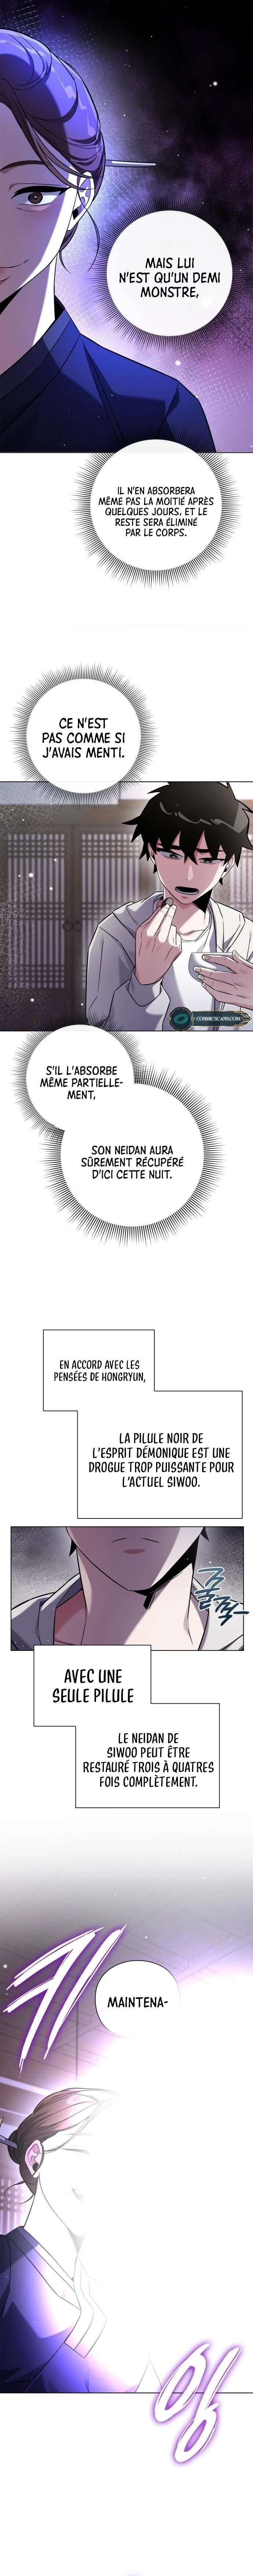 MAIS LUI
N'EST QU'UN DEMI
MONSTRE,
IL N'EN ABSORBERA
MÊME PAS LA MOITIÉ APRÈS
QUELQUES JOURS, ET LE
RESTE SERA ÉLIMINÉ
PAR LE CORPS.
CE N'EST
PAS COMME SI
J'AVAIS MENTI.
COSMICSCANS.COM
S'IL L'ABSORBE
MÊME PARTIELLE-
MENT,
SON NEIDAN AURA
SÛREMENT RÉCUPÉRÉ
D'ICI CETTE NUIT.
EN ACCORD AVEC LES
PENSÉES DE HONGRYUN,
LA PILULE NOIR DE
L'ESPRIT DÉMONIQUE EST UNE
DROGUE TROP PUISSANTE POUR
L'ACTUEL SIWOO.
꿀꺽
AVEC UNE
SEULE PILULE
LE NEIDAN DE
SIWOO PEUT ÊTRE
RESTAURÉ TROIS À QUATRES
FOIS COMPLÈTEMENT.
MAINTENA-